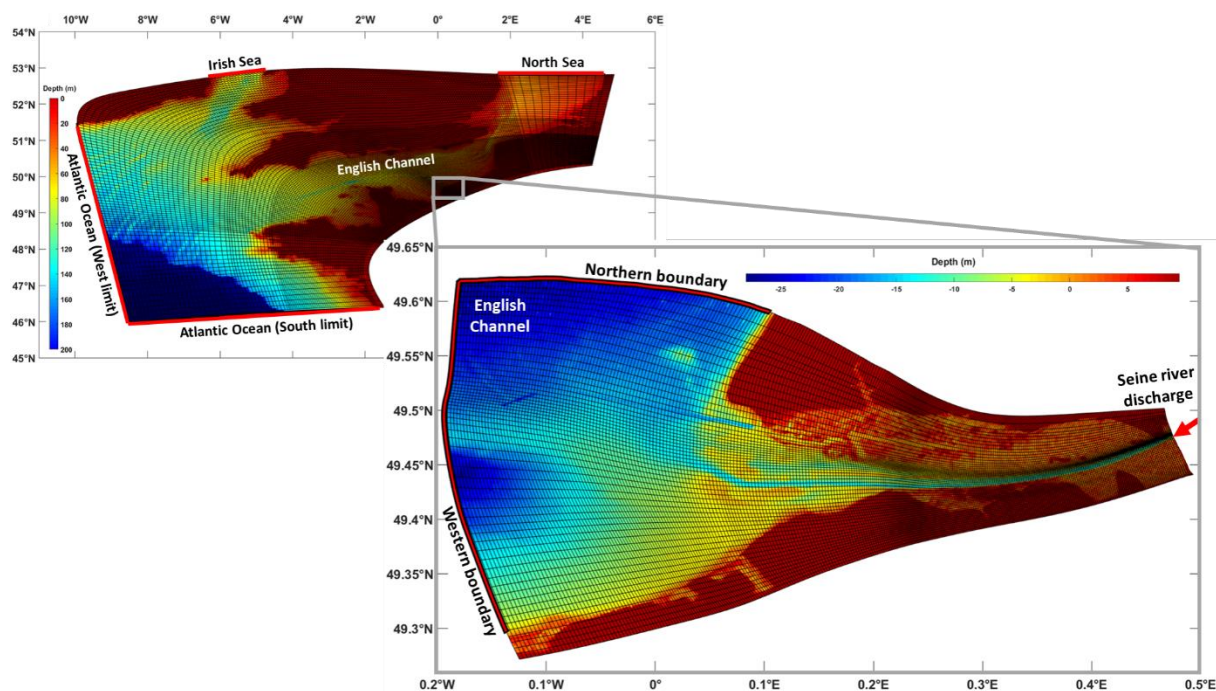 10°W 8°W 6°W 4°W 2°W 0° 2°E 4°E 6°E
54°N
53°N
52°N
51°N
50°N
49°N
48°N
47°N
46°N
45°N
Irish Sea
North Sea
Depth (m)
0
20
40
60
80
100
120
140
160
180
200
English Channel
Atlantic Ocean (West limit)
Atlantic Ocean (South limit)
49.65°N
49.6°N
49.55°N
49.5°N
49.45°N
49.4°N
49.35°N
49.3°N
Northern boundary
Depth (m)
-25 -20 -15 -10 -5 0 5
English
Channel
Seine river
discharge
Western boundary
0.2°W 0.1°W 0° 0.1°E 0.2°E 0.3°E 0.4°E 0.5°E